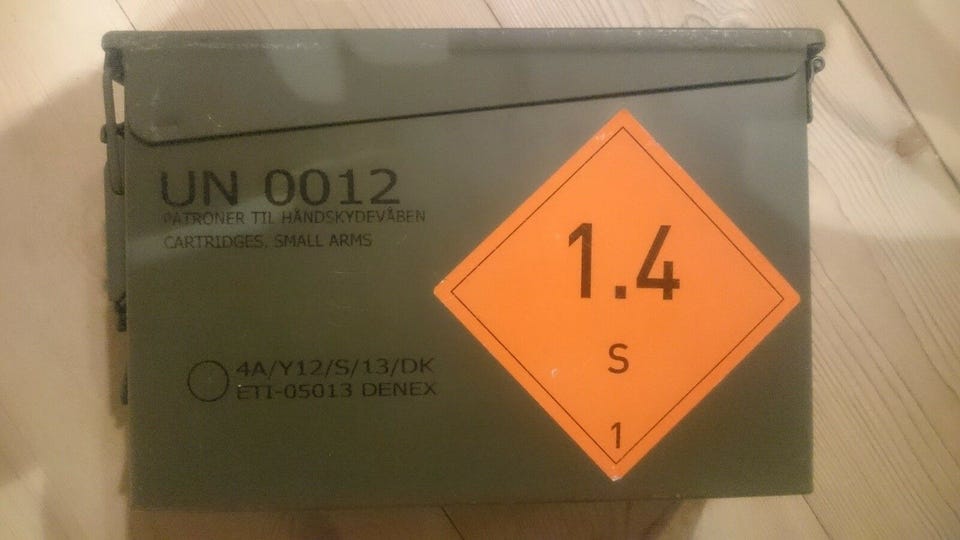 UN 0012
PATRONER TIL HÅNDSKYDEVÅBEN
CARTRIDGES, SMALL ARMS
4A/Y12/S/13/DK
ETI-05013 DENEX
1.4
S
1